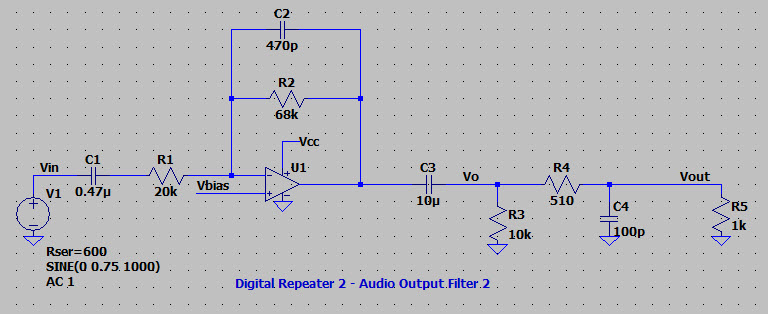 C2
470p
R2
68k
Vcc
Vin
C1
R1
U1
C3
Vo
R4
Vout
0.47µ
20k
Vbias
10µ
510
V1
R3
10k
C4
100p
R5
1k
Rser=600
SINE(0 0.75 1000)
AC 1
Digital Repeater 2 - Audio Output Filter 2